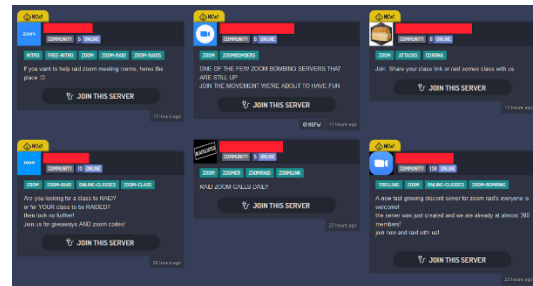 NEW!
zoom
COMMUNITY 6 ONLINE
NITRO FREE-NITRO ZOOM ZOOM-RAID ZOOM-RAIDS
If you want to help raid zoom meeting rooms, heres the
place :D
JOIN THIS SERVER
11 hours ago
NEW!
COMMUNITY 8 ONLINE
ZOOM ZOOMBOMBERS
ONE OF THE FEW ZOOM BOMBING SERVERS THAT
ARE STILL UP
JOIN THE MOVEMENT WE'RE ABOUT TO HAVE FUN
JOIN THIS SERVER
NSFW 11 hours ago
NEW!
COMMUNITY 6 ONLINE
ZOOM ATTACKS CORONA
Join. Share your class link or raid somes class with us
JOIN THIS SERVER
13 hours ago
NEW!
zoom
COMMUNITY 13 ONLINE
ZOOM ZOOM-RAID ONLINE-CLASSES ZOOM-CLASS
Are you looking for a class to RAID?
or for YOUR class to be RAIDED?
then look no further!
Join us for giveaways AND zoom codes!
JOIN THIS SERVER
22 hours ago
BLACKLISTED
COMMUNITY 6 ONLINE
ZOOM ZOOMER ZOOMRAID ZOOMLINK
RAID ZOOM CALLS DAILY
JOIN THIS SERVER
22 hours ago
NEW!
COMMUNITY ONLINE
TROLLING ZOOM ONLINE-CLASSES ZOOM-BOMBING
A new fast growing discord server for zoom raid's everyone is
welcome!
the server was just created and we are already at almost 300
members!
join now and raid with us!
JOIN THIS SERVER
22 hours ago